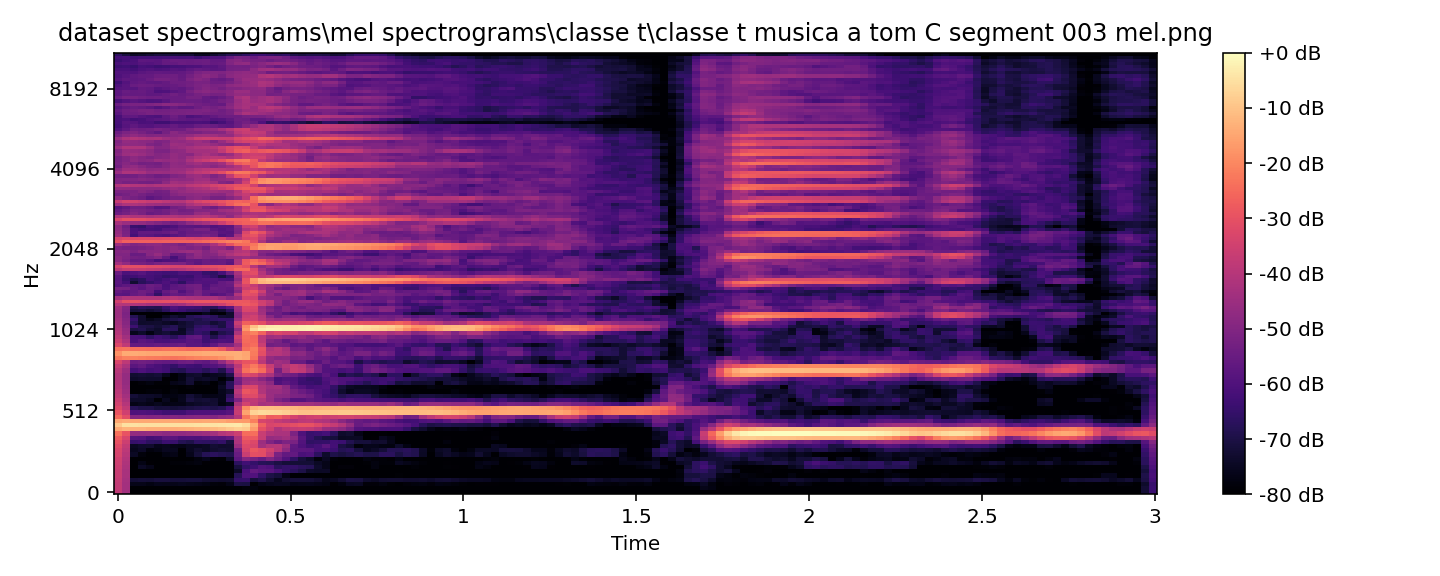 dataset spectrograms\mel spectrograms\classe t\classe t musica a tom C segment 003 mel.png
Hz
8192
4096
2048
1024
512
0
0
0.5
1
1.5
2
2.5
3
Time
+0 dB
-10 dB
-20 dB
-30 dB
-40 dB
-50 dB
-60 dB
-70 dB
-80 dB